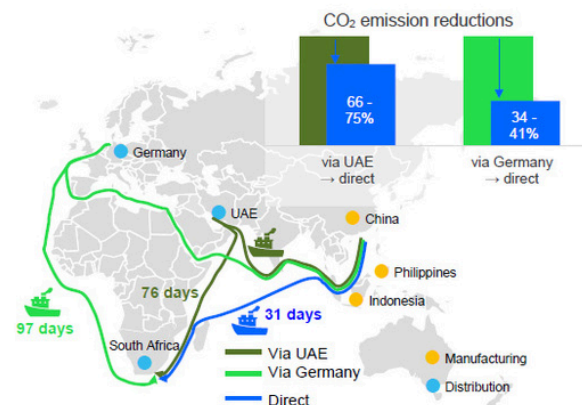 CO₂ emission reductions
66 -
75%
34 -
41%
via UAE
→ direct
via Germany
→ direct
Germany
UAE
China
Philippines
Indonesia
76 days
97 days
31 days
South Africa
Via UAE
Via Germany
Direct
Manufacturing
Distribution